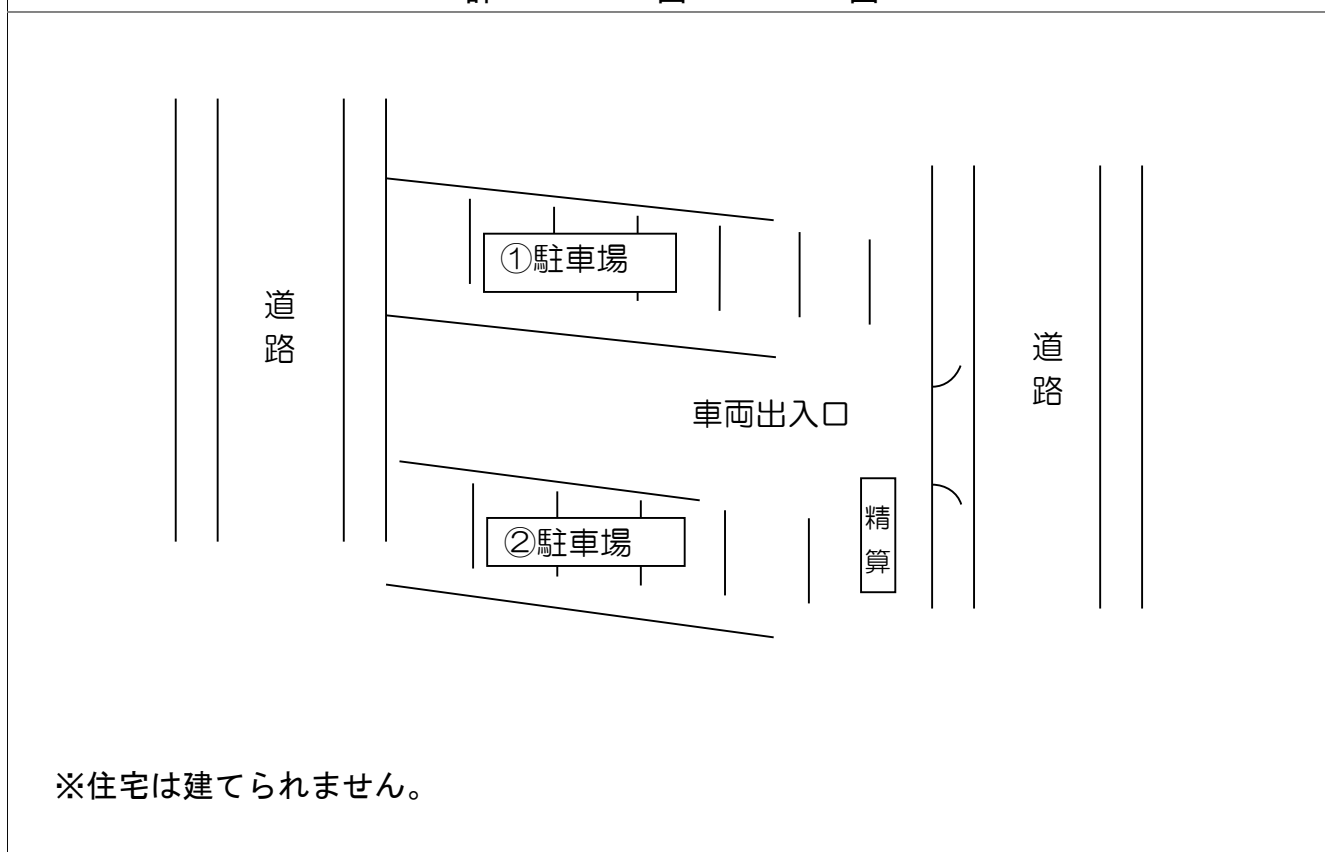 ①駐車場
道路
道路
車両出入口
②駐車場
精算
※住宅は建てられません。